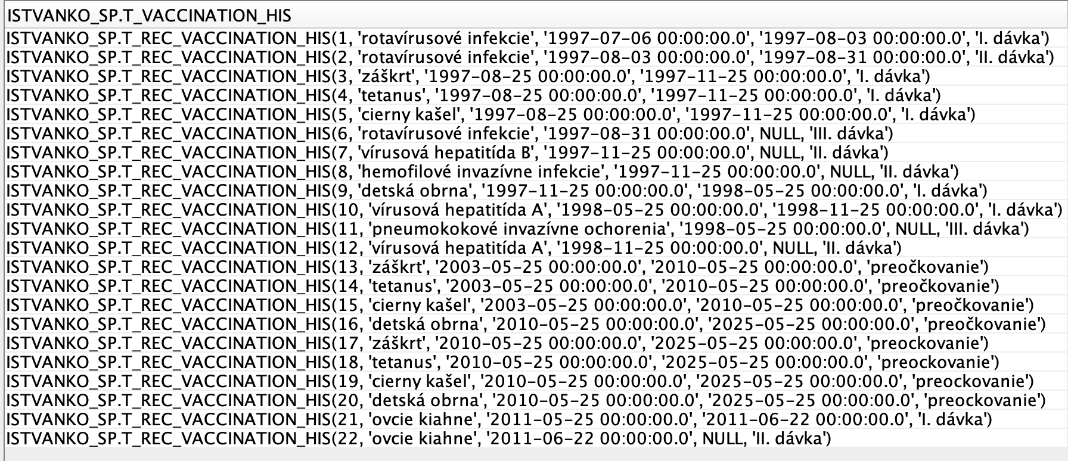 ISTVANKO_SP.T_VACCINATION_HIS
ISTVANKO_SP.T_REC_VACCINATION_HIS(1, 'rotavírusové infekcie', '1997-07-06 00:00:00.0', '1997-08-03 00:00:00.0', 'I. dávka')
ISTVANKO_SP.T_REC_VACCINATION_HIS(2, 'rotavírusové infekcie', '1997-08-03 00:00:00.0', '1997-08-31 00:00:00.0', 'II. dávka')
ISTVANKO_SP.T_REC_VACCINATION_HIS(3, 'záškrt', '1997-08-25 00:00:00.0', '1997-11-25 00:00:00.0', 'I. dávka')
ISTVANKO_SP.T_REC_VACCINATION_HIS(4, 'tetanus', '1997-08-25 00:00:00.0', '1997-11-25 00:00:00.0', 'I. dávka')
ISTVANKO_SP.T_REC_VACCINATION_HIS(5, 'cierny kašel', '1997-08-25 00:00:00.0', '1997-11-25 00:00:00.0', 'I. dávka')
ISTVANKO_SP.T_REC_VACCINATION_HIS(6, 'rotavírusové infekcie', '1997-08-31 00:00:00.0', NULL, 'III. dávka')
ISTVANKO_SP.T_REC_VACCINATION_HIS(7, 'vírusová hepatitída B', '1997-11-25 00:00:00.0', NULL, 'II. dávka')
ISTVANKO_SP.T_REC_VACCINATION_HIS(8, 'hemofilové invazívne infekcie', '1997-11-25 00:00:00.0', NULL, 'II. dávka')
ISTVANKO_SP.T_REC_VACCINATION_HIS(9, 'detská obrna', '1997-11-25 00:00:00.0', '1998-05-25 00:00:00.0', 'I. dávka')
ISTVANKO_SP.T_REC_VACCINATION_HIS(10, 'vírusová hepatitída A', '1998-05-25 00:00:00.0', '1998-11-25 00:00:00.0', 'I. dávka')
ISTVANKO_SP.T_REC_VACCINATION_HIS(11, 'pneumokokové invazívne ochorenia', '1998-05-25 00:00:00.0', NULL, 'III. dávka')
ISTVANKO_SP.T_REC_VACCINATION_HIS(12, 'vírusová hepatitída A', '1998-11-25 00:00:00.0', NULL, 'II. dávka')
ISTVANKO_SP.T_REC_VACCINATION_HIS(13, 'záškrt', '2003-05-25 00:00:00.0', '2010-05-25 00:00:00.0', 'preočkovanie')
ISTVANKO_SP.T_REC_VACCINATION_HIS(14, 'tetanus', '2003-05-25 00:00:00.0', '2010-05-25 00:00:00.0', 'preočkovanie')
ISTVANKO_SP.T_REC_VACCINATION_HIS(15, 'cierny kašel', '2003-05-25 00:00:00.0', '2010-05-25 00:00:00.0', 'preočkovanie')
ISTVANKO_SP.T_REC_VACCINATION_HIS(16, 'detská obrna', '2010-05-25 00:00:00.0', '2025-05-25 00:00:00.0', 'preočkovanie')
ISTVANKO_SP.T_REC_VACCINATION_HIS(17, 'záškrt', '2010-05-25 00:00:00.0', '2025-05-25 00:00:00.0', 'preockovanie')
ISTVANKO_SP.T_REC_VACCINATION_HIS(18, 'tetanus', '2010-05-25 00:00:00.0', '2025-05-25 00:00:00.0', 'preockovanie')
ISTVANKO_SP.T_REC_VACCINATION_HIS(19, 'cierny kašel', '2010-05-25 00:00:00.0', '2025-05-25 00:00:00.0', 'preockovanie')
ISTVANKO_SP.T_REC_VACCINATION_HIS(20, 'detská obrna', '2010-05-25 00:00:00.0', '2025-05-25 00:00:00.0', 'preockovanie')
ISTVANKO_SP.T_REC_VACCINATION_HIS(21, 'ovcie kiahne', '2011-05-25 00:00:00.0', '2011-06-22 00:00:00.0', 'I. dávka')
ISTVANKO_SP.T_REC_VACCINATION_HIS(22, 'ovcie kiahne', '2011-06-22 00:00:00.0', NULL, 'II. dávka')